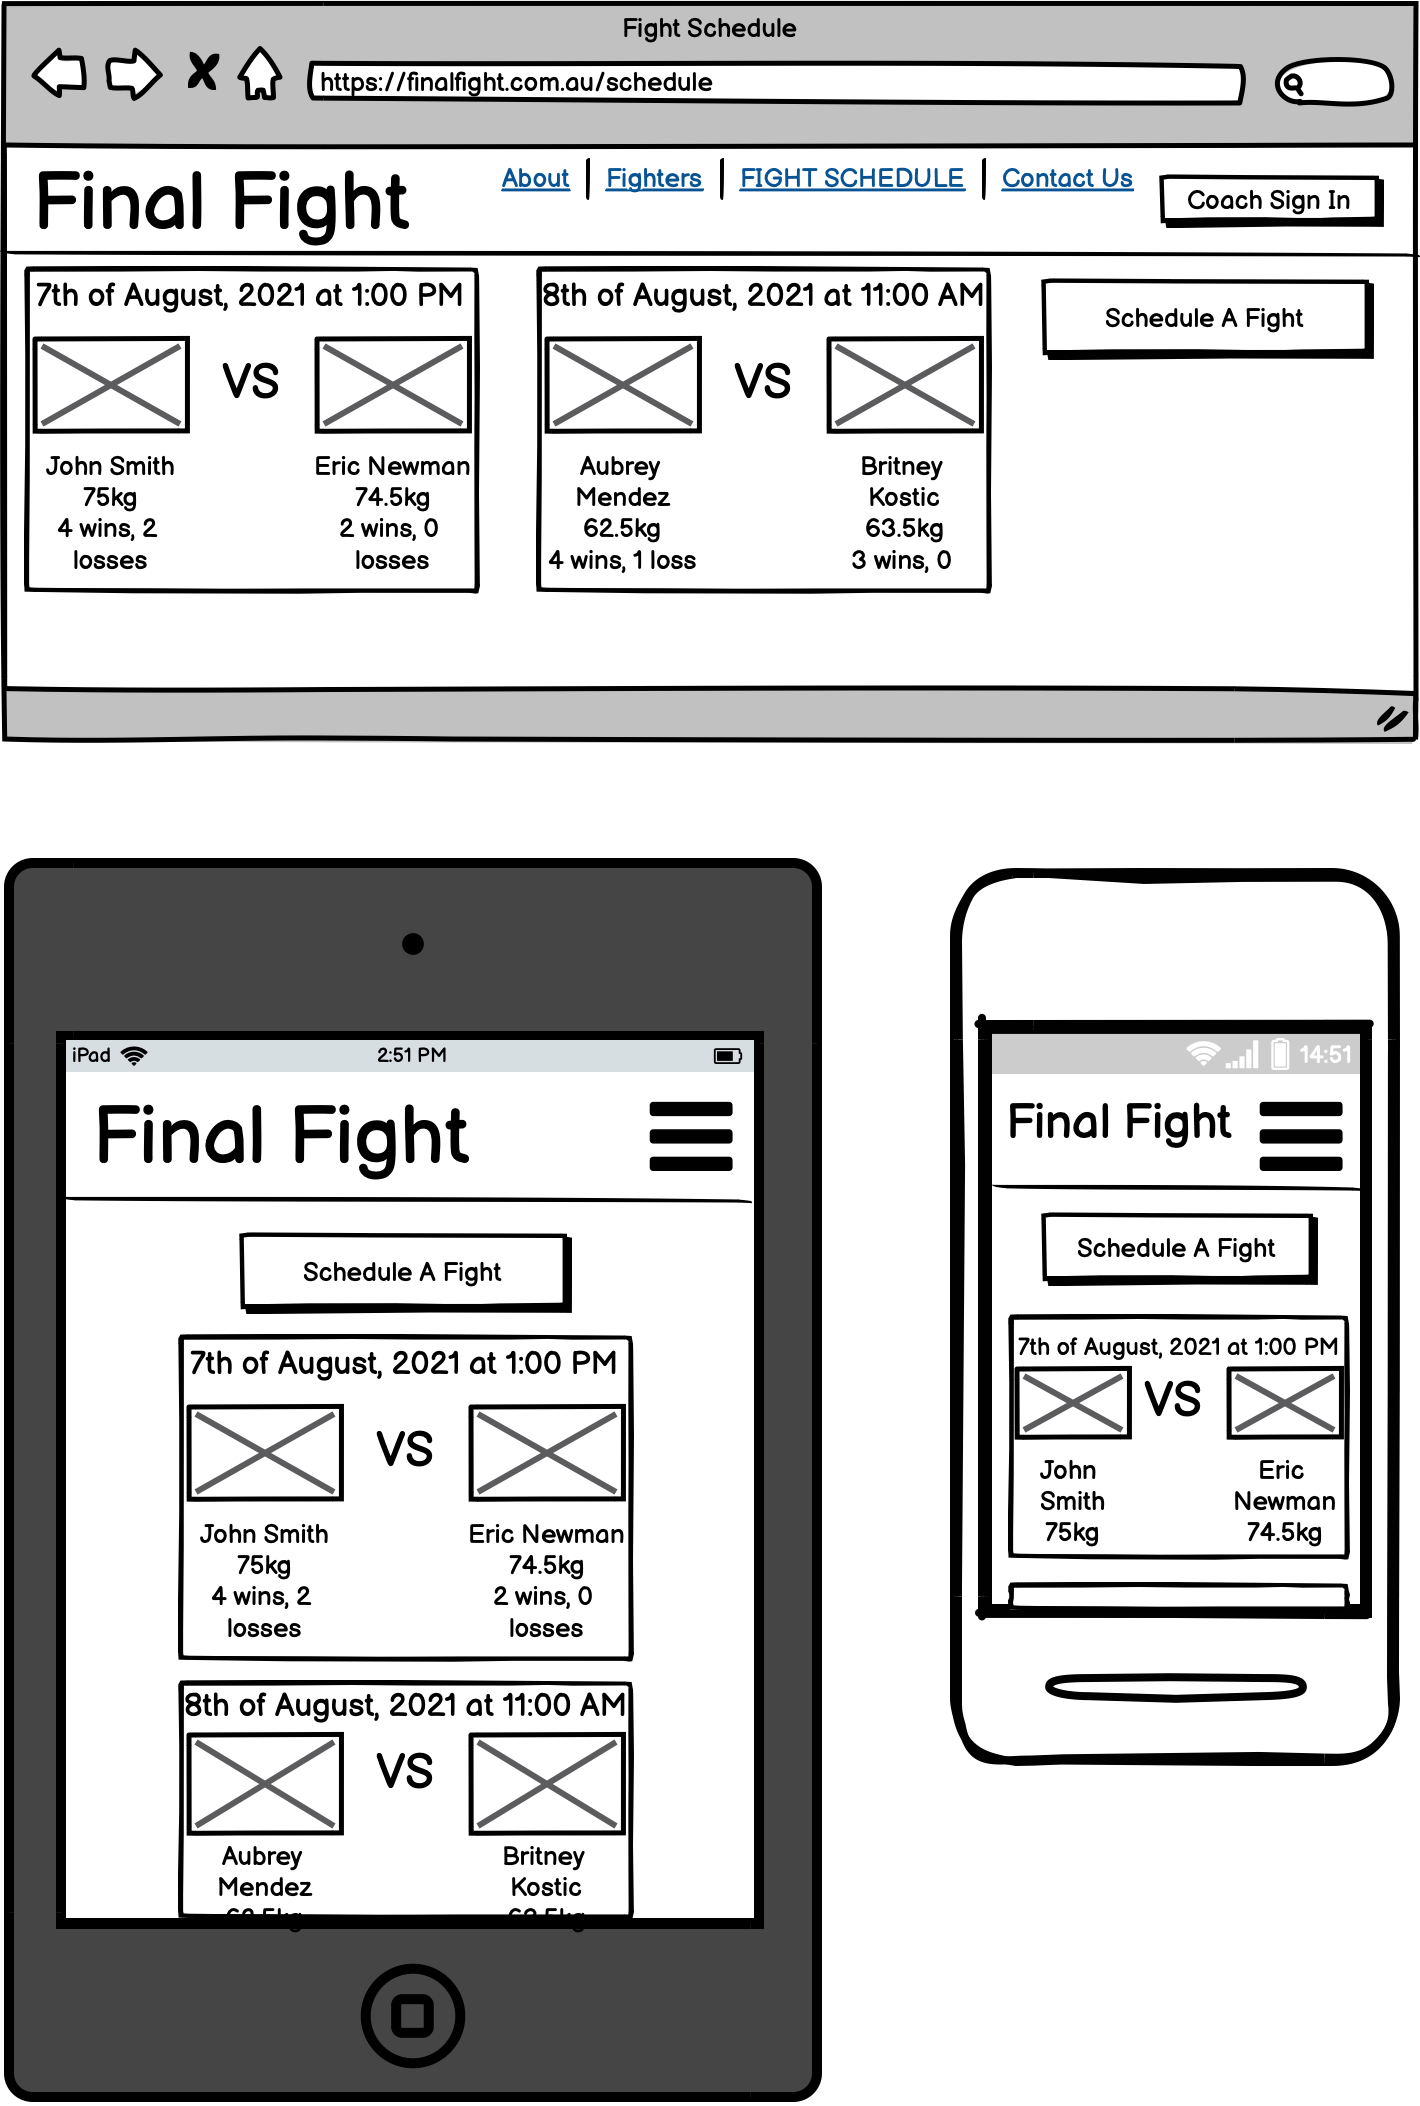 Fight Schedule
https://finalfight.com.au/schedule
Final Fight
About | Fighters | FIGHT SCHEDULE | Contact Us
Coach Sign In
7th of August, 2021 at 1:00 PM
VS
John Smith
75kg
4 wins, 2
losses
Eric Newman
74.5kg
2 wins, 0
losses
8th of August, 2021 at 11:00 AM
VS
Aubrey
Mendez
62.5kg
4 wins, 1 loss
Britney
Kostic
63.5kg
3 wins, 0
Schedule A Fight
iPad
2:51 PM
Final Fight
Schedule A Fight
7th of August, 2021 at 1:00 PM
VS
John Smith
75kg
4 wins, 2
losses
Eric Newman
74.5kg
2 wins, 0
losses
8th of August, 2021 at 11:00 AM
VS
Aubrey
Mendez
Britney
Kostic
14:51
Final Fight
Schedule A Fight
7th of August, 2021 at 1:00 PM
VS
John
Smith
75kg
Eric
Newman
74.5kg